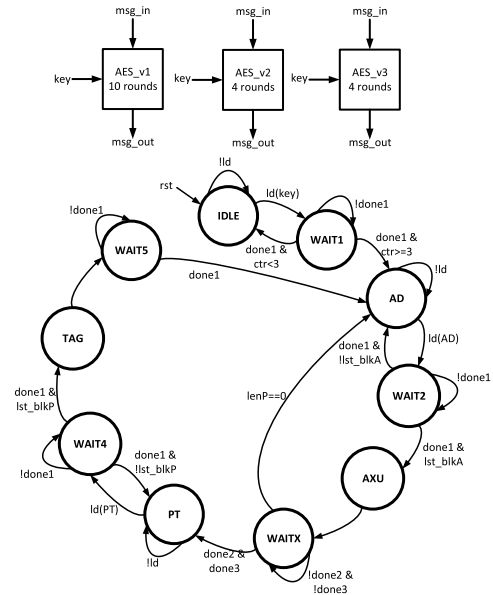 msg_in
msg_in
msg_in
key
AES_v1
10 rounds
key
AES_v2
4 rounds
key
AES_v3
4 rounds
msg_out
msg_out
msg_out
!ld
rst
IDLE
ld(key)
!done1
WAIT1
done1 &
ctr<3
done1 &
ctr>=3
!done1
WAIT5
done1
!ld
AD
ld(AD)
TAG
done1 &
!lst_blkA
WAIT2
!done1
done1 &
lst_blkP
lenP==0
done1 &
lst_blkA
WAIT4
done1 &
!lst_blkP
!done1
AXU
ld(PT)
PT
WAITX
!ld
done2 &
done3
!done2 &
!done3